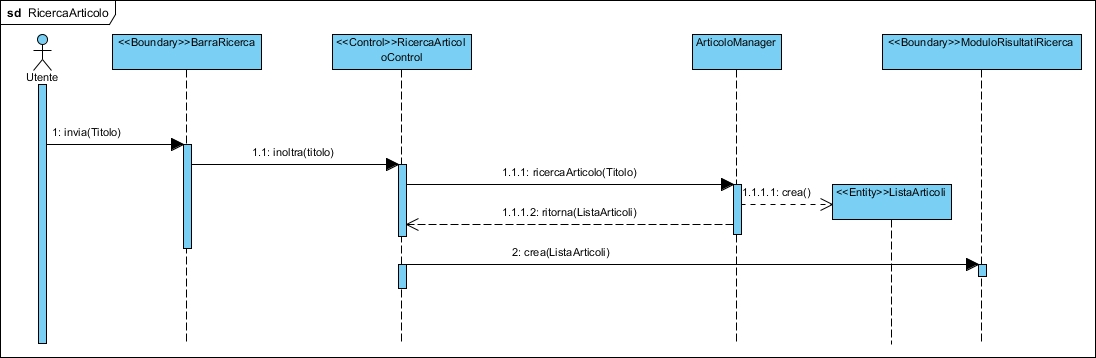 sd RicercaArticolo
Utente
<<Boundary>>BarraRicerca
<<Control>>RicercaArticol
oControl
ArticoloManager
<<Boundary>>ModuloRisultatiRicerca
1: invia(Titolo)
1.1: inoltra(titolo)
1.1.1: ricercaArticolo(Titolo)
1.1.1.1: crea()
<<Entity>>ListaArticoli
1.1.1.2: ritorna(ListaArticoli)
2: crea(ListaArticoli)